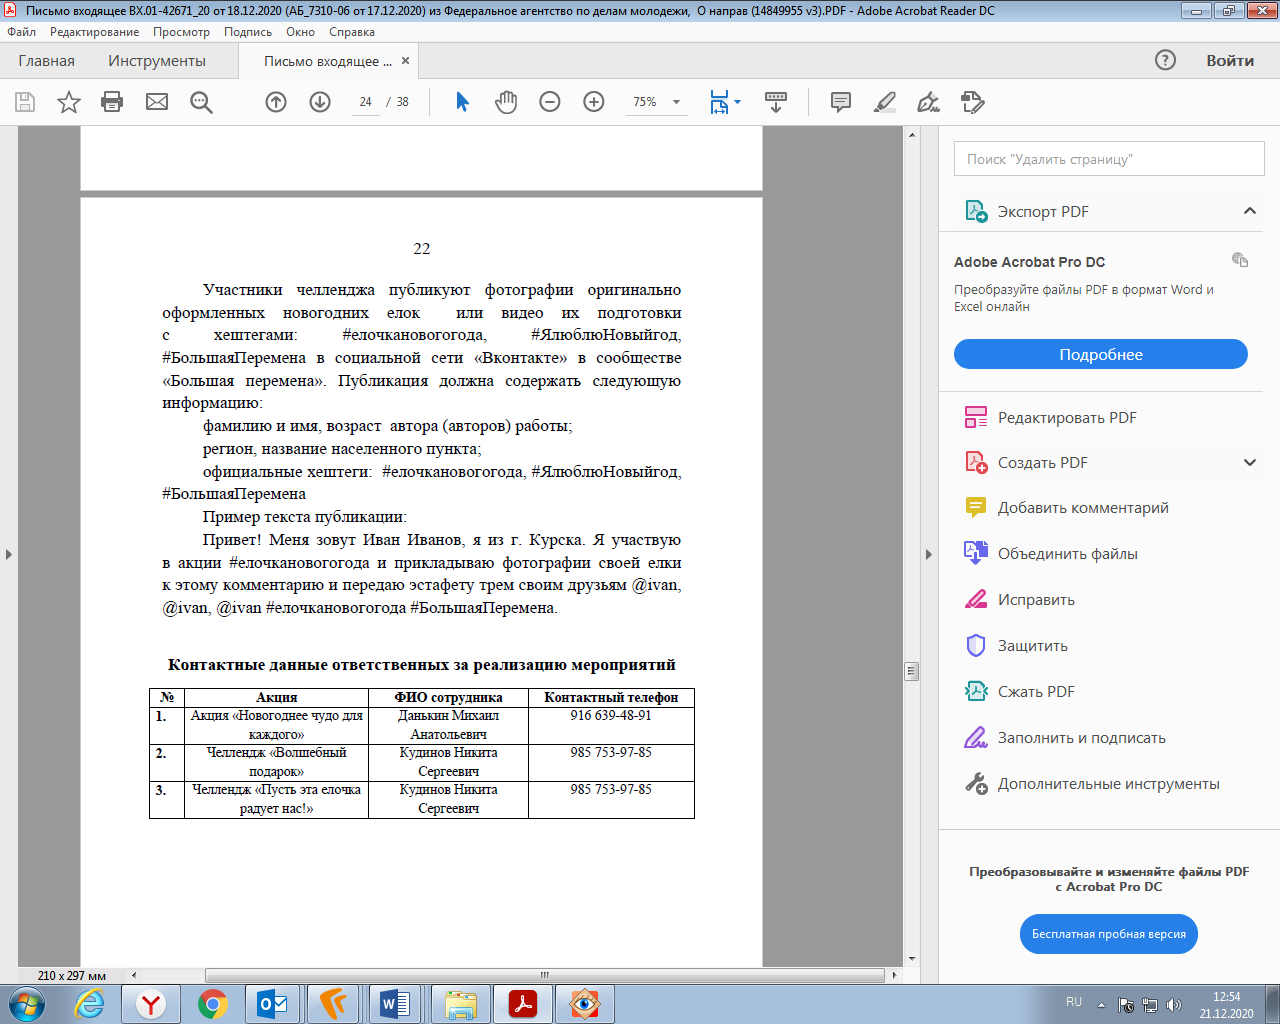 Письмо входящее ВХ.01-42671_20 от 18.12.2020 (АБ_7310-06 от 17.12.2020) из Федеральное агентство по делам молодежи,  О направ (14849955 v3).PDF - Adobe Acrobat Reader DC
Файл Редактирование Просмотр Подпись Окно Справка
Главная Инструменты Письмо входящее ... × Войти
24 / 38 75%
22
Участники челленджа публикуют фотографии оригинально
оформленных новогодних елок или видео их подготовки
с хештегами: #елочкановогогода, #ЯлюблюНовыйгод,
#БольшаяПеремена в социальной сети «Вконтакте» в сообществе
«Большая перемена». Публикация должна содержать следующую
информацию:
фамилию и имя, возраст автора (авторов) работы;
регион, название населенного пункта;
официальные хештеги: #елочкановогогода, #ЯлюблюНовыйгод,
#БольшаяПеремена
Пример текста публикации:
Привет! Меня зовут Иван Иванов, я из г. Курска. Я участвую
в акции #елочкановогогода и прикладываю фотографии своей елки
к этому комментарию и передаю эстафету трем своим друзьям @ivan,
@ivan, @ivan #елочкановогогода #БольшаяПеремена.
Контактные данные ответственных за реализацию мероприятий
№ Акция ФИО сотрудника Контактный телефон
1. Акция «Новогоднее чудо для Данькин Михаил 916 639-48-91
каждого» Анатольевич
2. Челлендж «Волшебный Кудинов Никита 985 753-97-85
подарок» Сергеевич
3. Челлендж «Пусть эта елочка Кудинов Никита 985 753-97-85
радует нас!» Сергеевич
210 x 297 мм
Поиск "Удалить страницу"
Экспорт PDF
Adobe Acrobat Pro DC
Преобразуйте файлы PDF в формат Word и
Excel онлайн
Подробнее
Редактировать PDF
Создать PDF
Добавить комментарий
Объединить файлы
Исправить
Защитить
Сжать PDF
Заполнить и подписать
Дополнительные инструменты
Преобразовывайте и изменяйте файлы PDF
с Acrobat Pro DC
Бесплатная пробная версия
RU 12:54
21.12.2020